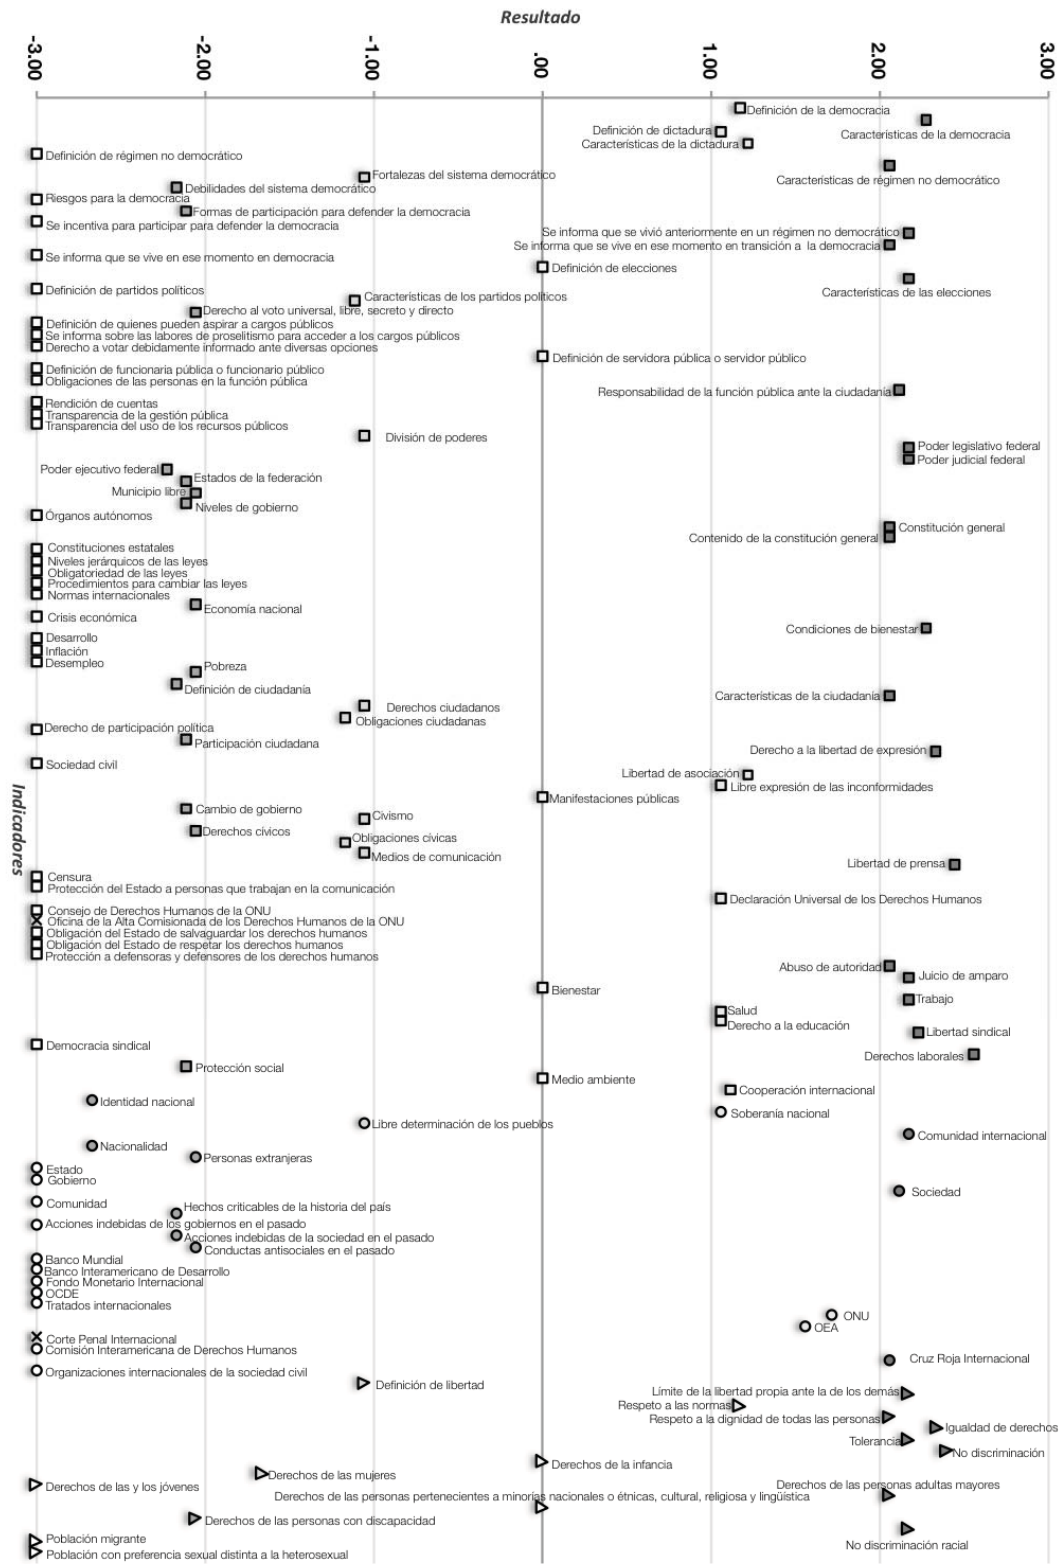 Resultado
-3.00
-2.00
-1.00
.00
1.00
2.00
3.00
Definición de la democracia
Características de la democracia
Definición de dictadura
Características de la dictadura
Definición de régimen no democrático
Fortalezas del sistema democrático
Características de régimen no democrático
Debilidades del sistema democrático
Riesgos para la democracia
Formas de participación para defender la democracia
Se incentiva para participar para defender la democracia
Se informa que se vivió anteriormente en un régimen no democrático
Se informa que se vive en ese momento en transición a la democracia
Se informa que se vive en ese momento en democracia
Definición de elecciones
Características de las elecciones
Definición de partidos políticos
Características de los partidos políticos
Derecho al voto universal, libre, secreto y directo
Definición de quienes pueden aspirar a cargos públicos
Se informa sobre las labores de proselitismo para acceder a los cargos públicos
Derecho a votar debidamente informado ante diversas opciones
Definición de servidora pública o servidor público
Definición de funcionaria pública o funcionario público
Obligaciones de las personas en la función pública
Responsabilidad de la función pública ante la ciudadanía
Rendición de cuentas
Transparencia de la gestión pública
Transparencia del uso de los recursos públicos
División de poderes
Poder legislativo federal
Poder judicial federal
Poder ejecutivo federal
Estados de la federación
Municipio libre
Niveles de gobierno
Órganos autónomos
Constitución general
Contenido de la constitución general
Constituciones estatales
Niveles jerárquicos de las leyes
Obligatoriedad de las leyes
Procedimientos para cambiar las leyes
Normas internacionales
Economía nacional
Crisis económica
Condiciones de bienestar
Desarrollo
Inflación
Desempleo
Pobreza
Definición de ciudadanía
Características de la ciudadanía
Derechos ciudadanos
Obligaciones ciudadanas
Derecho de participación política
Participación ciudadana
Derecho a la libertad de expresión
Sociedad civil
Libertad de asociación
Libre expresión de las inconformidades
Manifestaciones públicas
Indicadores
Cambio de gobierno
Civismo
Derechos cívicos
Obligaciones cívicas
Medios de comunicación
Libertad de prensa
Censura
Protección del Estado a personas que trabajan en la comunicación
Declaración Universal de los Derechos Humanos
Consejo de Derechos Humanos de la ONU
Oficina de la Alta Comisionada de los Derechos Humanos de la ONU
Obligación del Estado de salvaguardar los derechos humanos
Obligación del Estado de respetar los derechos humanos
Protección a defensoras y defensores de los derechos humanos
Abuso de autoridad
Juicio de amparo
Bienestar
Trabajo
Salud
Derecho a la educación
Libertad sindical
Democracia sindical
Derechos laborales
Protección social
Medio ambiente
Cooperación internacional
Identidad nacional
Soberanía nacional
Libre determinación de los pueblos
Comunidad internacional
Nacionalidad
Personas extranjeras
Estado
Gobierno
Sociedad
Comunidad
Hechos criticables de la historia del país
Acciones indebidas de los gobiernos en el pasado
Acciones indebidas de la sociedad en el pasado
Conductas antisociales en el pasado
Banco Mundial
Banco Interamericano de Desarrollo
Fondo Monetario Internacional
OCDE
Tratados internacionales
ONU
OEA
Corte Penal Internacional
Comisión Interamericana de Derechos Humanos
Cruz Roja Internacional
Organizaciones internacionales de la sociedad civil
Definición de libertad
Límite de la libertad propia ante la de los demás
Respeto a las normas
Respeto a la dignidad de todas las personas
Igualdad de derechos
Tolerancia
No discriminación
Derechos de la infancia
Derechos de las mujeres
Derechos de las y los jóvenes
Derechos de las personas adultas mayores
Derechos de las personas pertenecientes a minorías nacionales o étnicas, cultural, religiosa y lingüística
Derechos de las personas con discapacidad
No discriminación racial
Población migrante
Población con preferencia sexual distinta a la heterosexual